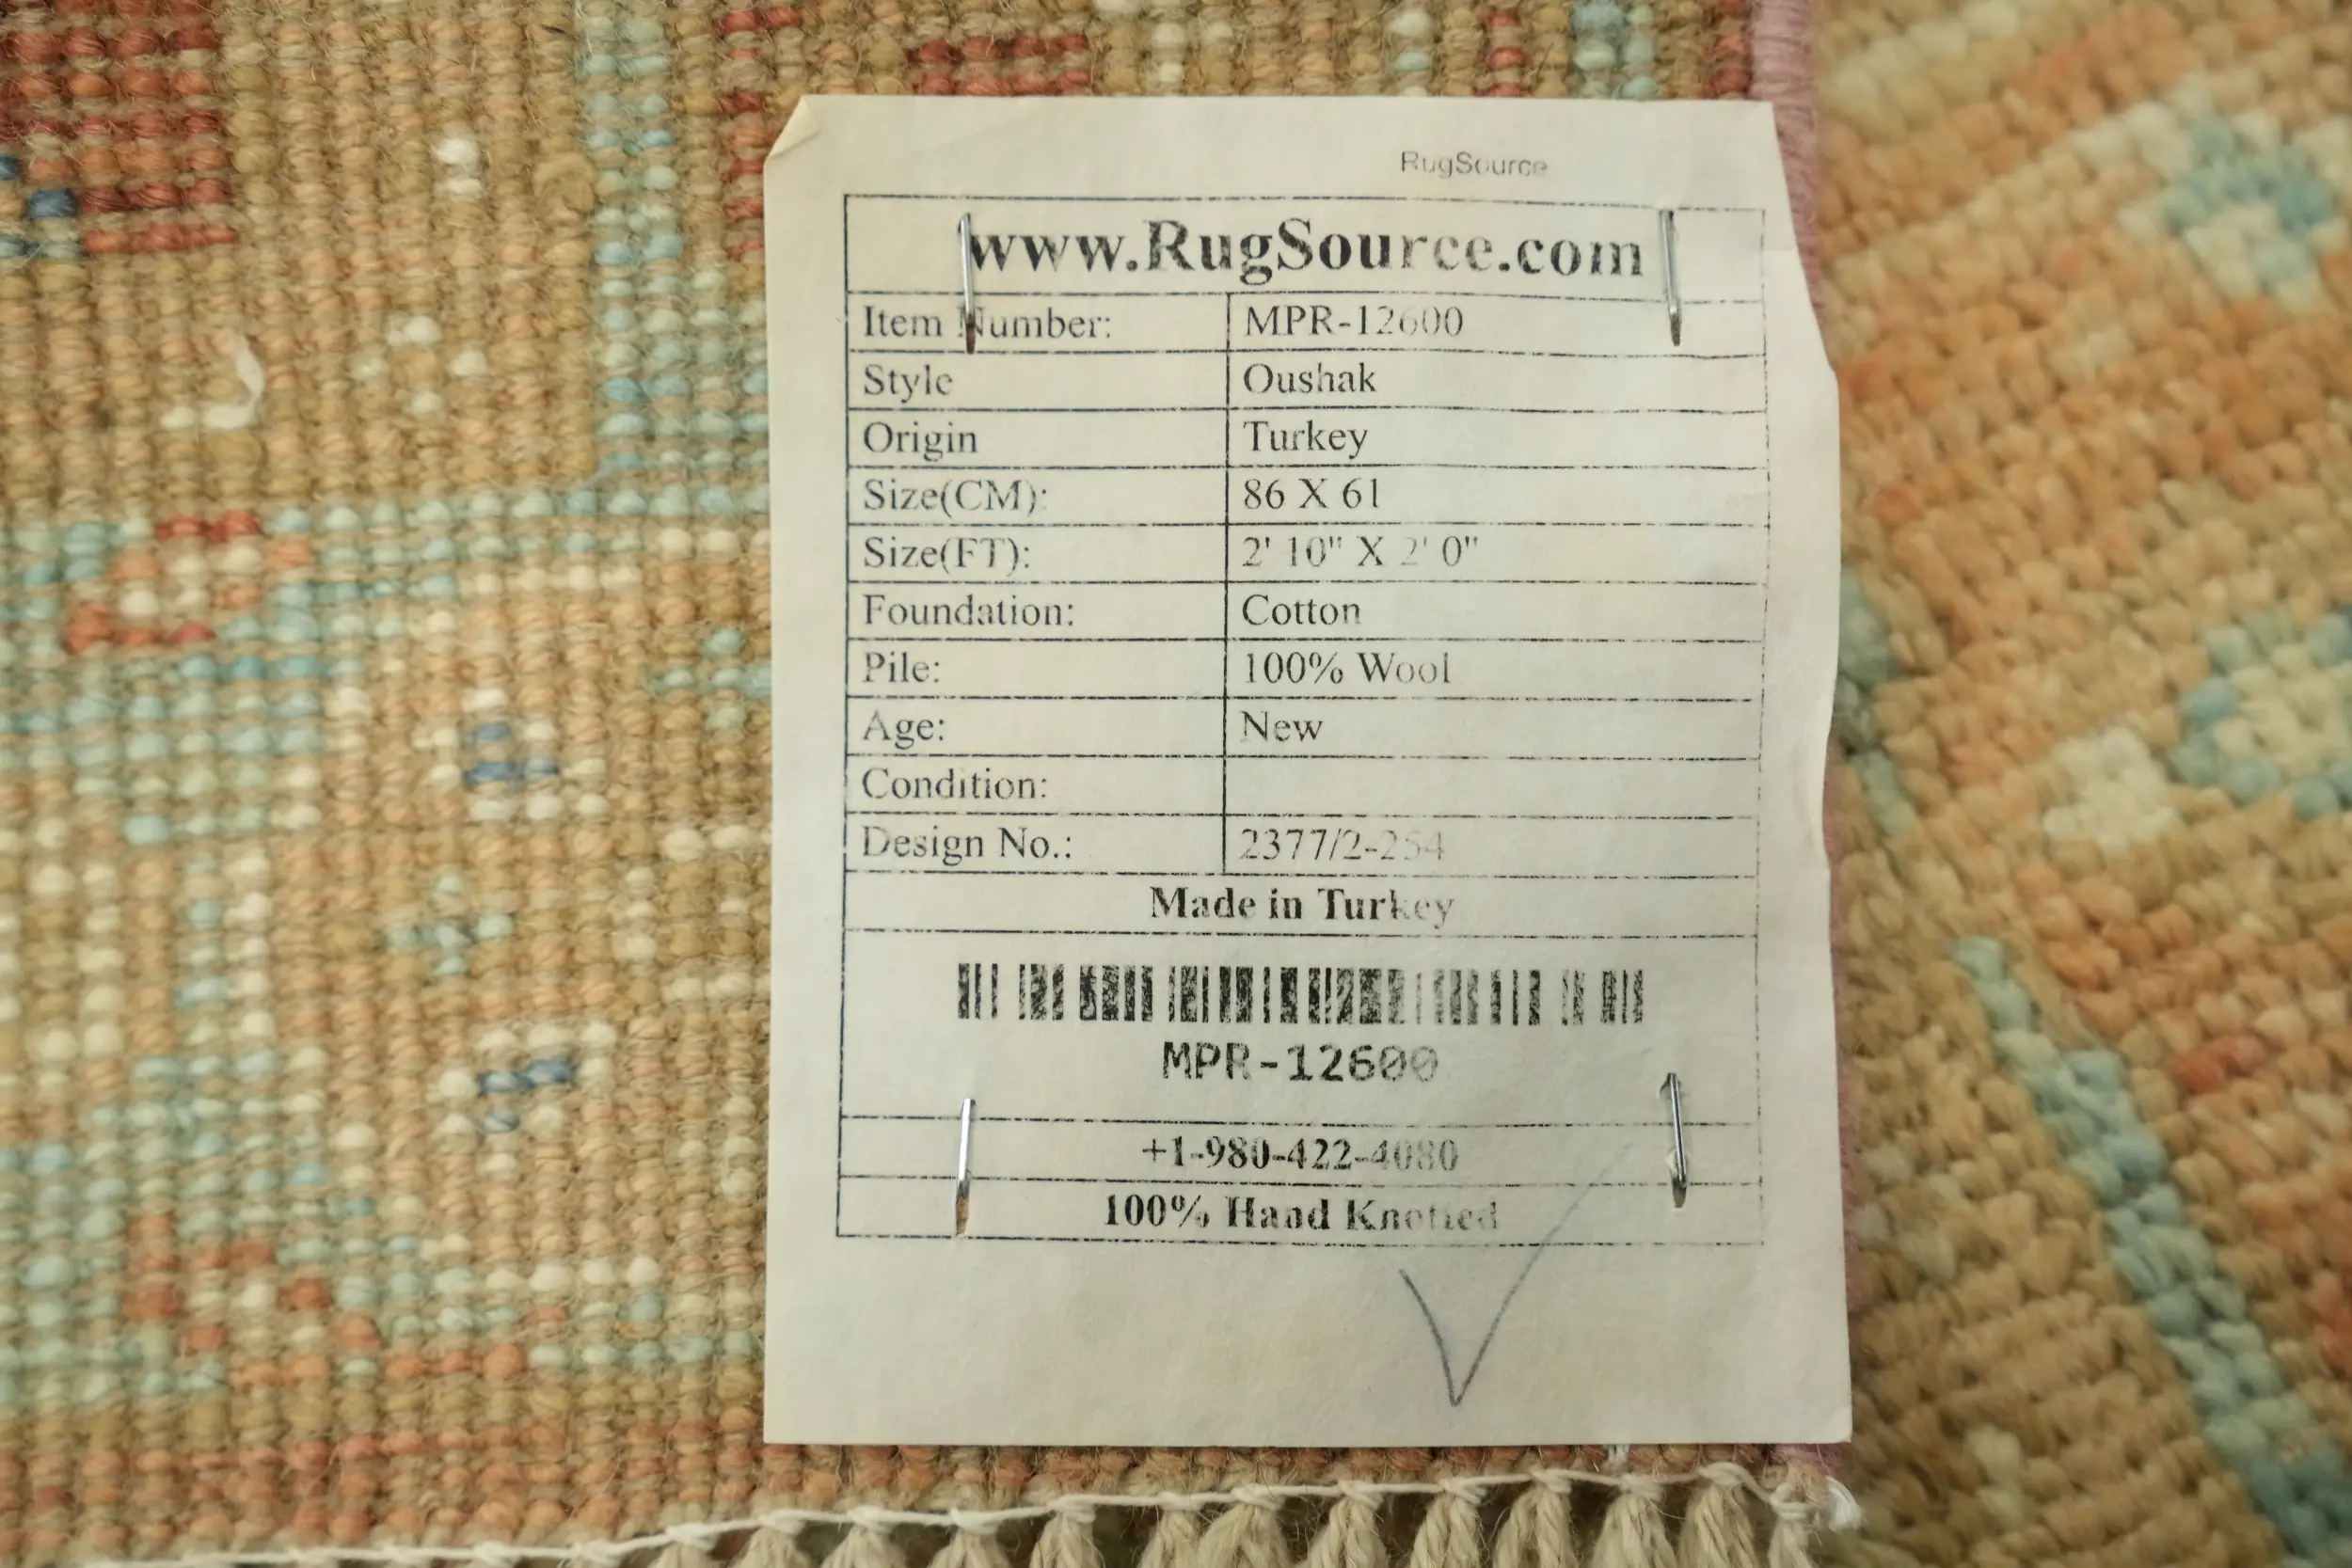 RugSource
www.RugSource.com
Item Number: MPR-12600
Style Oushak
Origin Turkey
Size(CM): 86 X 61
Size(FT): 2' 10" X 2' 0"
Foundation: Cotton
Pile: 100% Wool
Age: New
Condition:
Design No.: 2377/2-254
Made in Turkey
MPR-12600
+1-980-422-4080
100% Hand Knotted